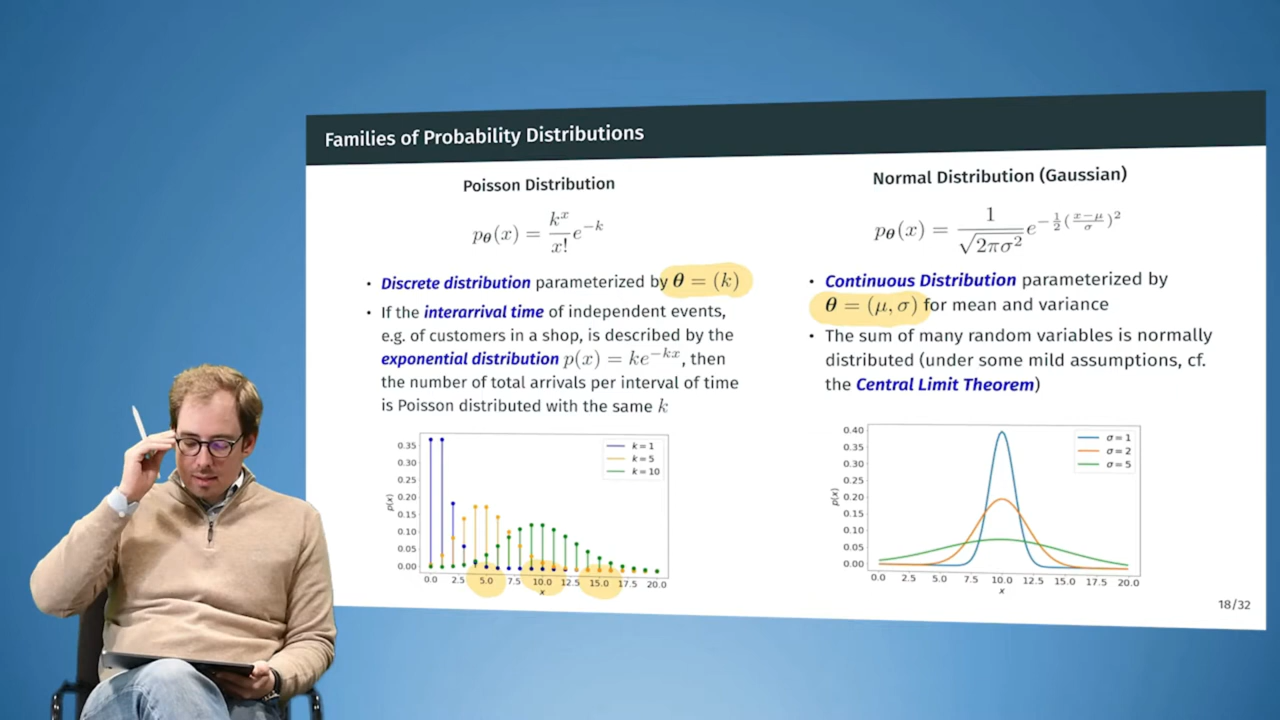 Families of Probability Distributions
Poisson Distribution
pθ(x) = k^x/x! e^−k
• Discrete distribution parameterized by θ = (k)
• If the interarrival time of independent events,
e.g. of customers in a shop, is described by the
exponential distribution p(x) = ke^−kx, then
the number of total arrivals per interval of time
is Poisson distributed with the same k
k = 1
k = 5
k = 10
p(x)
0.35
0.30
0.25
0.20
0.15
0.10
0.05
0.00
0.0 2.5 5.0 7.5 10.0 12.5 15.0 17.5 20.0
x
Normal Distribution (Gaussian)
pθ(x) = 1/√2πσ² e^−½((x−μ)/σ)²
• Continuous Distribution parameterized by
θ = (μ, σ) for mean and variance
• The sum of many random variables is normally
distributed (under some mild assumptions, cf.
the Central Limit Theorem)
σ = 1
σ = 2
σ = 5
p(x)
0.40
0.35
0.30
0.25
0.20
0.15
0.10
0.05
0.00
0.0 2.5 5.0 7.5 10.0 12.5 15.0 17.5 20.0
x
18/32